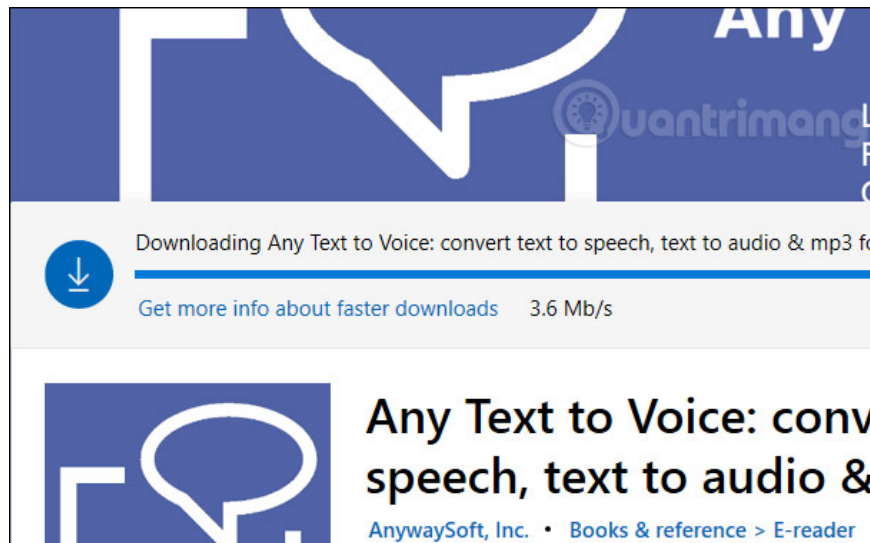 Any
Quantrimang
Downloading Any Text to Voice: convert text to speech, text to audio & mp3 fo
Get more info about faster downloads 3.6 Mb/s
Any Text to Voice: conv
speech, text to audio &
AnywaySoft, Inc. • Books & reference > E-reader